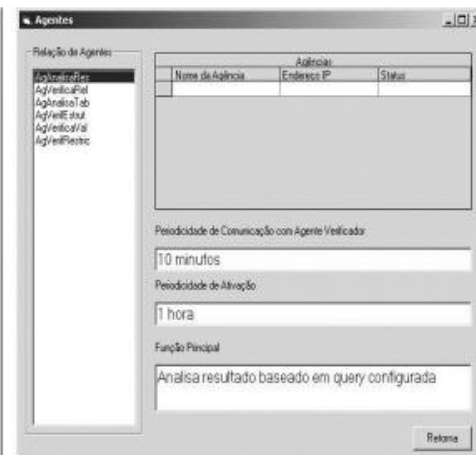 Agentes
Relação de Agentes
AgAnalisaRes
AgVerificaRel
AgAnalisaTab
AgVerifEstrut
AgVerificaVal
AgVerifRestric
Agências
Nome da Agência Endereço IP Status
Periodicidade de Comunicação com Agente Verificador
10 minutos
Periodicidade de Ativação
1 hora
Função Principal
Analisa resultado baseado em query configurada
Retorna